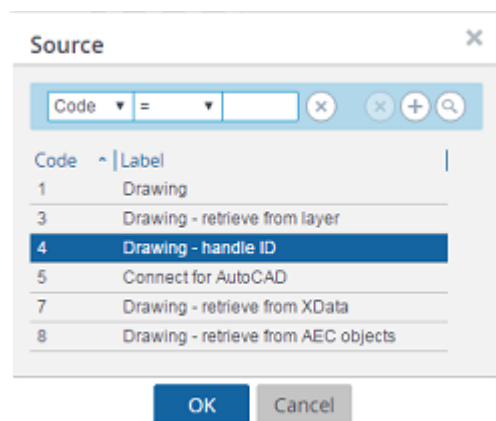 Source
Code =
Code Label
1 Drawing
3 Drawing - retrieve from layer
4 Drawing - handle ID
5 Connect for AutoCAD
7 Drawing - retrieve from XData
8 Drawing - retrieve from AEC objects
OK Cancel